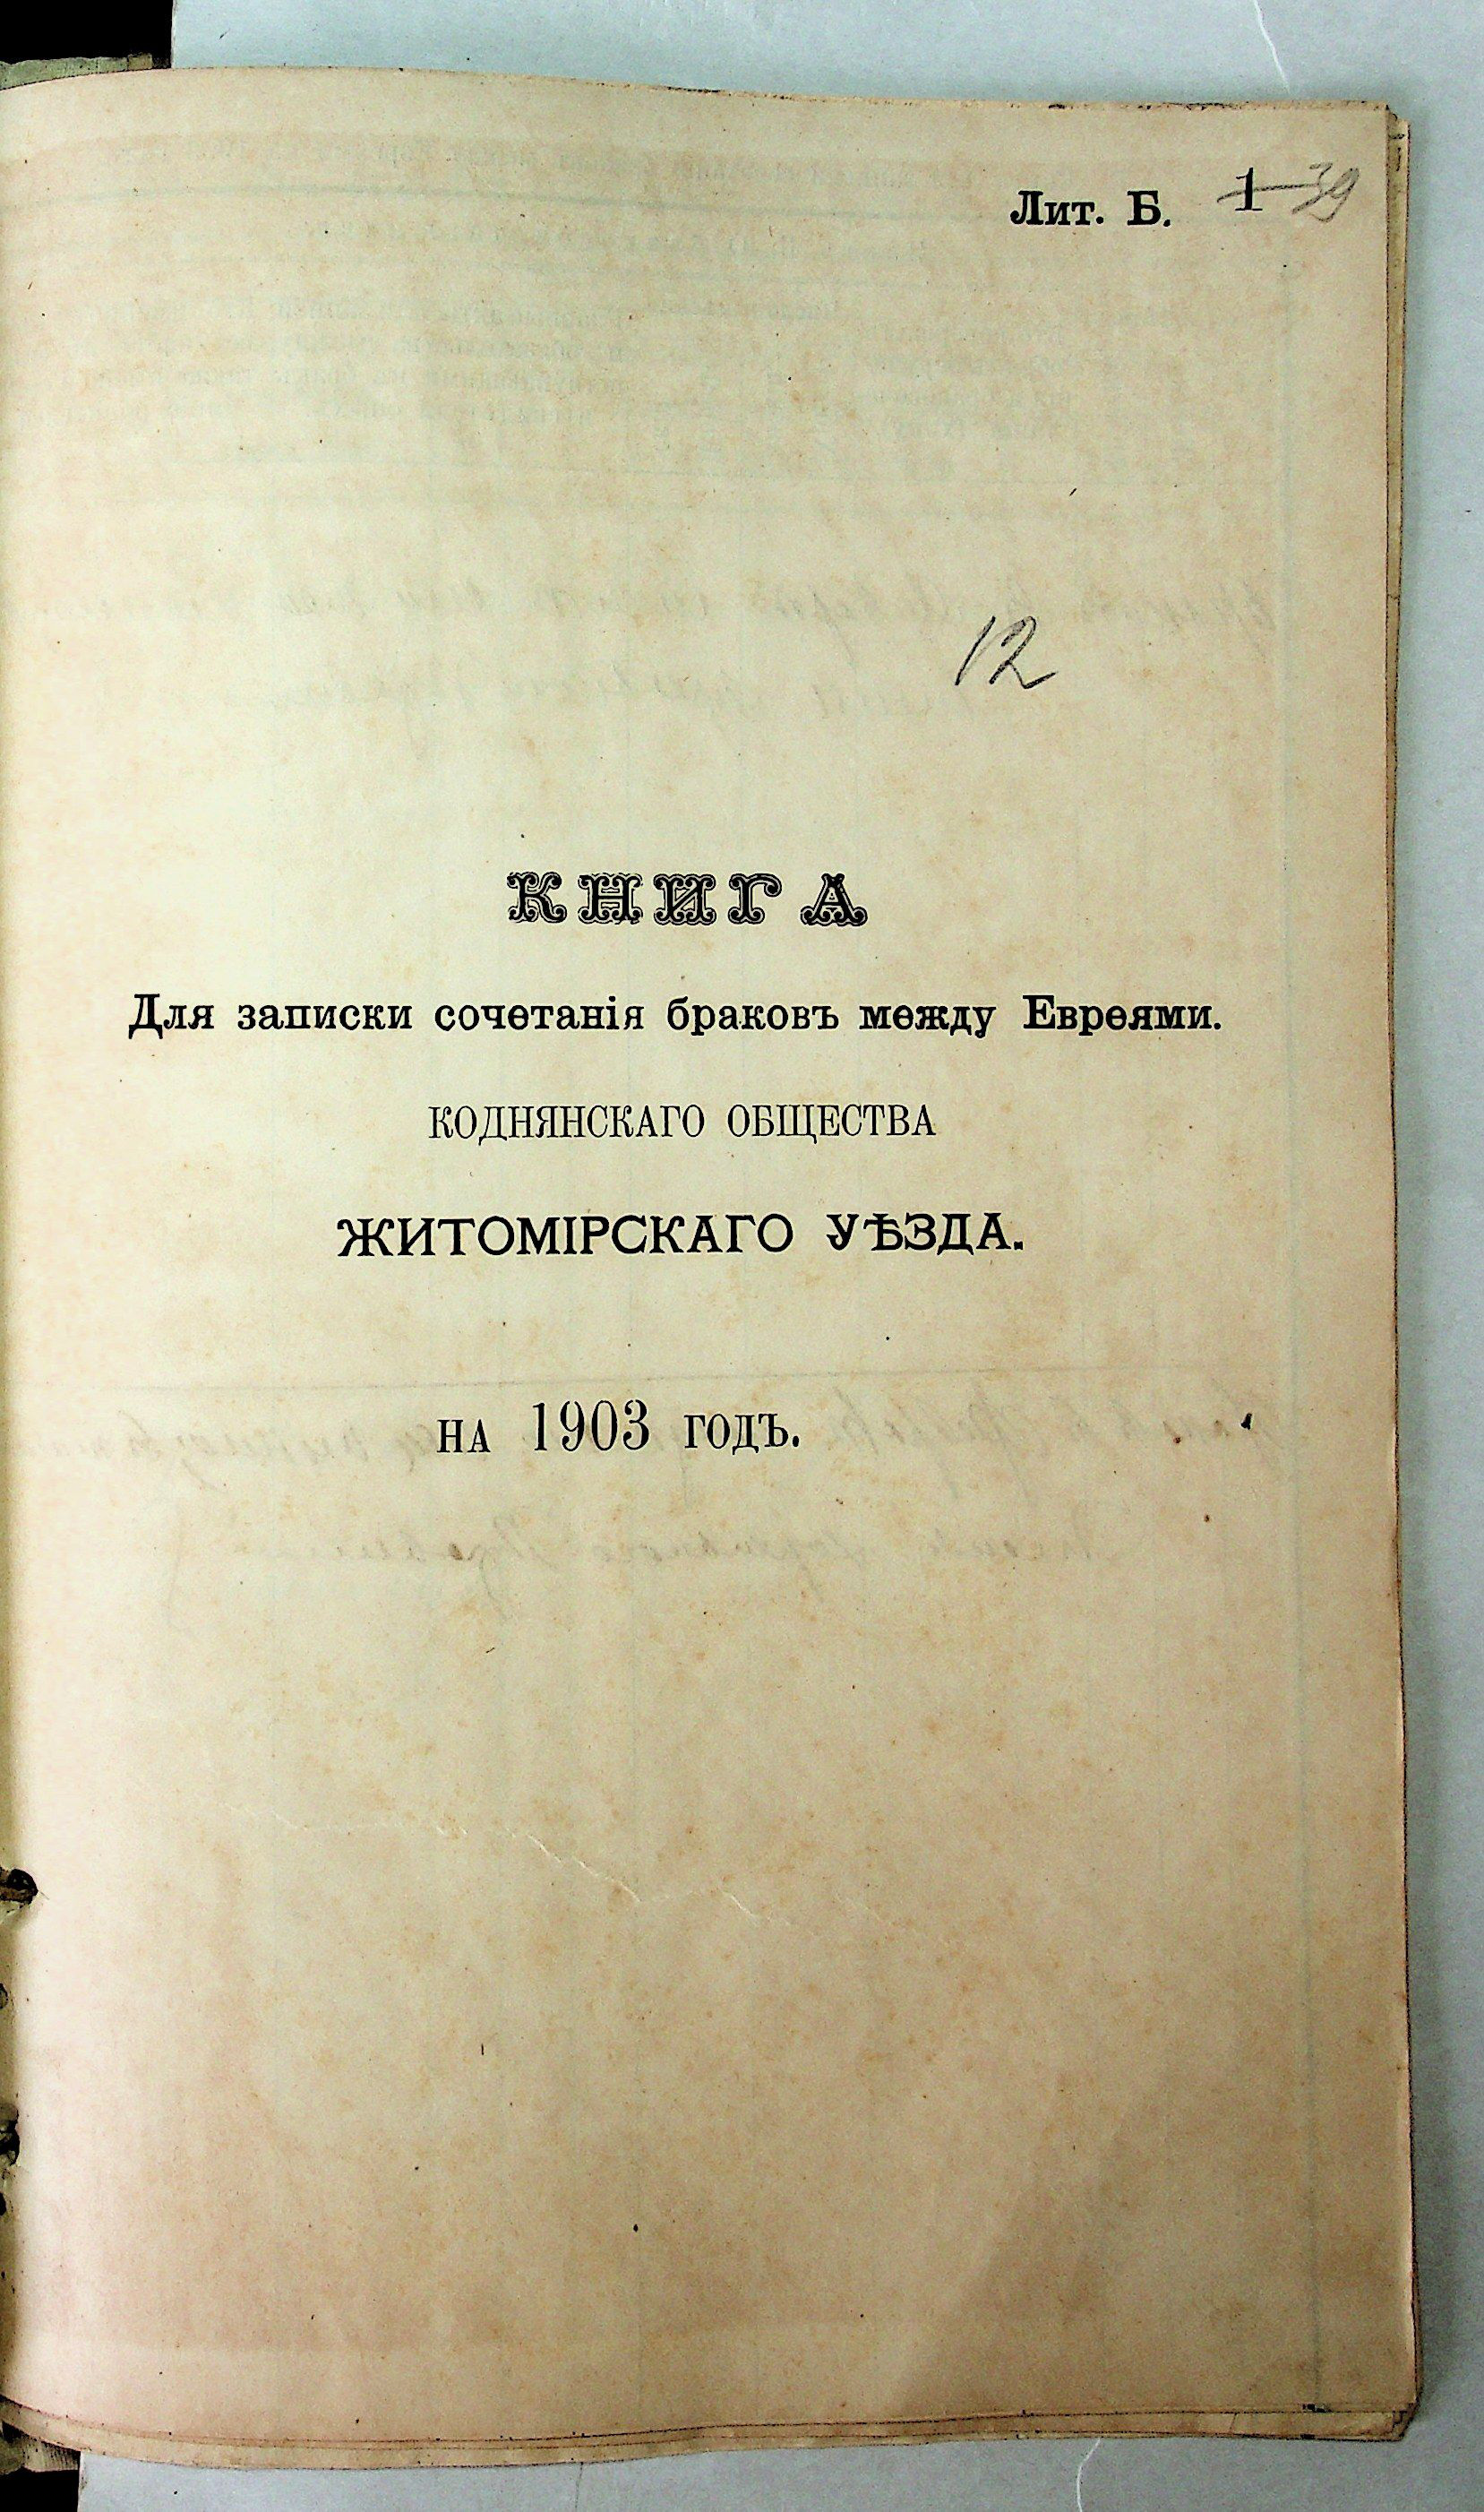 Лит. Б. 1 39
12
КНИГА
Для записки сочетанія браковъ между Евреями.
КОДНЯНСКАГО ОБЩЕСТВА
ЖИТОМІРСКАГО УѢЗДА.
НА 1903 ГОДЪ.